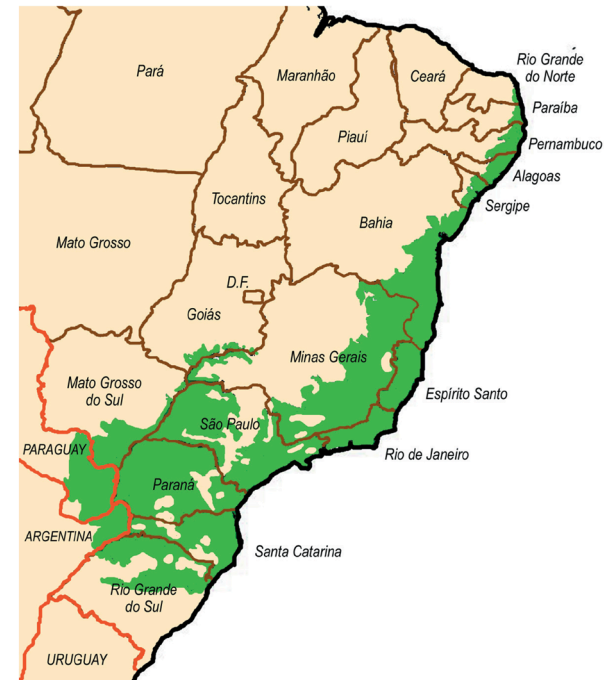 Pará
Maranhão
Ceará
Rio Grande
do Norte
Paraíba
Piauí
Pernambuco
Alagoas
Tocantins
Sergipe
Bahia
Mato Grosso
D.F.
Goiás
Minas Gerais
Mato Grosso
do Sul
Espírito Santo
São Paulo
PARAGUAY
Rio de Janeiro
Paraná
ARGENTINA
Santa Catarina
Rio Grande
do Sul
URUGUAY